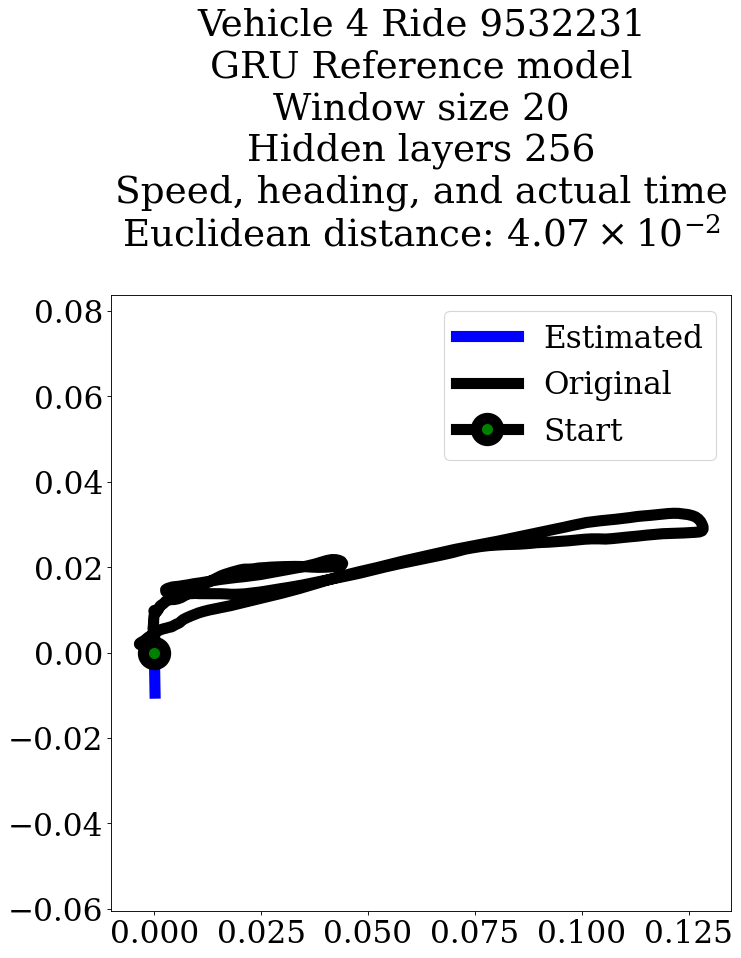 Vehicle 4 Ride 9532231
GRU Reference model
Window size 20
Hidden layers 256
Speed, heading, and actual time
Euclidean distance: 4.07 × 10⁻²
Estimated
Original
Start
0.08
0.06
0.04
0.02
0.00
−0.02
−0.04
−0.06
0.000 0.025 0.050 0.075 0.100 0.125